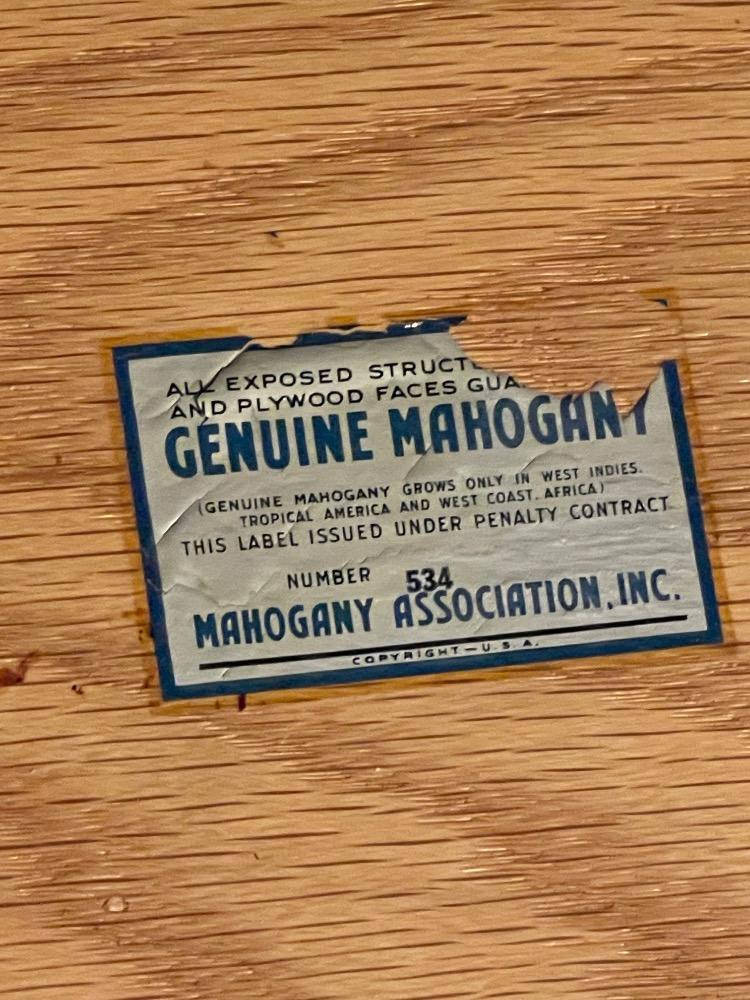 ALL EXPOSED STRUCT
AND PLYWOOD FACES GUA
GENUINE MAHOGANY
(GENUINE MAHOGANY GROWS ONLY IN WEST INDIES.
TROPICAL AMERICA AND WEST COAST. AFRICA)
THIS LABEL ISSUED UNDER PENALTY CONTRACT
NUMBER 534
MAHOGANY ASSOCIATION, INC.
COPYRIGHT—U.S.A.